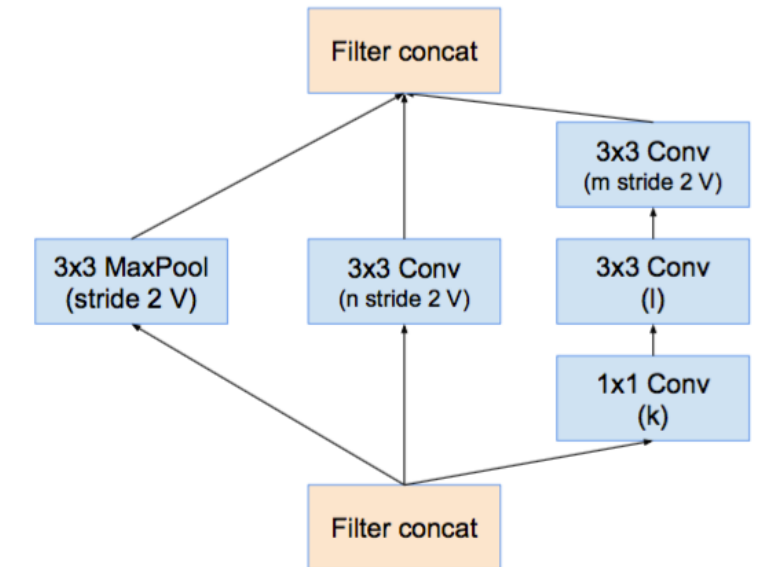 Filter concat
3x3 Conv
(m stride 2 V)
3x3 MaxPool
(stride 2 V)
3x3 Conv
(n stride 2 V)
3x3 Conv
(l)
1x1 Conv
(k)
Filter concat